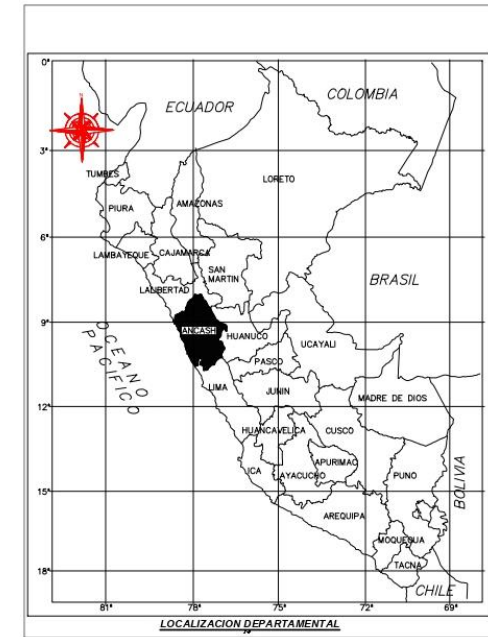 0°
ECUADOR
COLOMBIA
3°
TUMBES
LORETO
PIURA
AMAZONAS
6°
LAMBAYEQUE
CAJAMARCA
SAN
MARTIN
BRASIL
LALIBERTAD
9°
ANCASH
HUANUCO
UCAYALI
OCEANO
PACIFICO
PASCO
LIMA
JUNIN
MADRE DE DIOS
12°
HUANCAVELICA
CUSCO
ICA
AYACUCHO
APURIMAC
PUNO
BOLIVIA
15°
AREQUIPA
MOQUEGUA
TACNA
18°
CHILE
81°
78°
75°
72°
69°
LOCALIZACION DEPARTAMENTAL